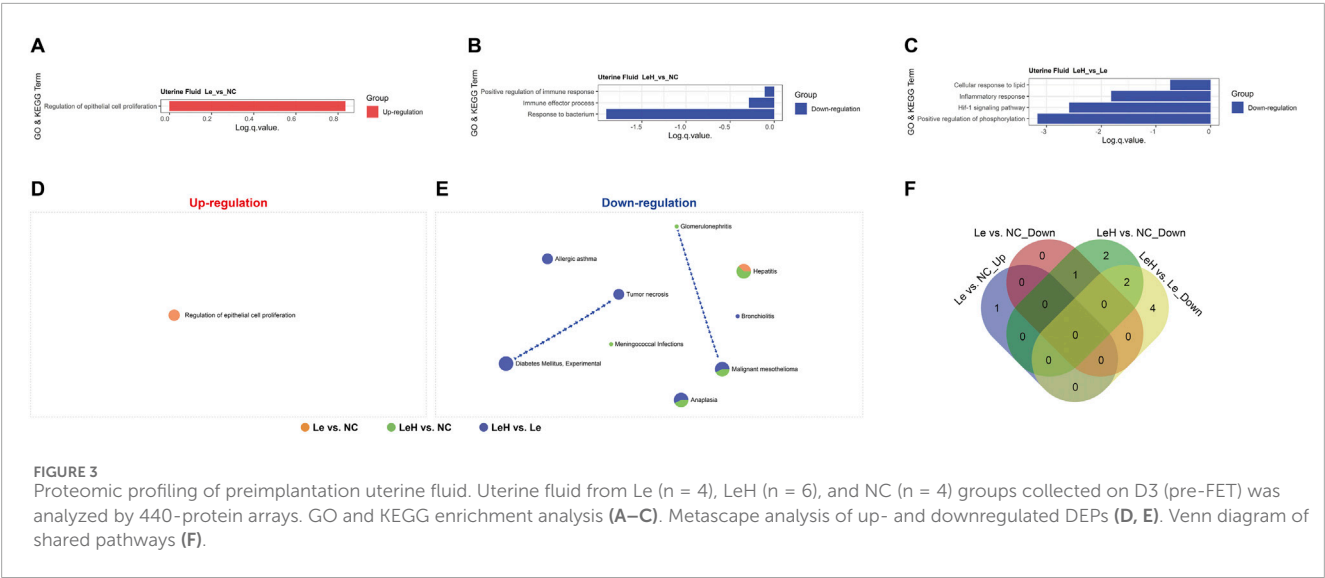 A
Uterine Fluid Le_vs_NC
GO & KEGG Term
Regulation of epithelial cell proliferation
0.0 0.2 0.4 0.6 0.8
Log.q.value.
Group
Up-regulation
B
Uterine Fluid LeH_vs_NC
GO & KEGG Term
Positive regulation of immune response
Immune effector process
Response to bacterium
-1.5 -1.0 -0.5 0.0
Log.q.value.
Group
Down-regulation
C
Uterine Fluid LeH_vs_Le
GO & KEGG Term
Cellular response to lipid
Inflammatory response
Hif-1 signaling pathway
Positive regulation of phosphorylation
-3 -2 -1 0
Log.q.value.
Group
Down-regulation
D
Up-regulation
Regulation of epithelial cell proliferation
E
Down-regulation
Glomerulonephritis
Allergic asthma
Hepatitis
Tumor necrosis
Bronchiolitis
Meningococcal Infections
Diabetes Mellitus, Experimental
Malignant mesothelioma
Anaplasia
Le vs. NC LeH vs. NC LeH vs. Le
F
Le vs. NC_Down LeH vs. NC_Down
Le vs. NC_Up LeH vs. Le_Down
0 2
0 1 2
1 0 0 4
0 0 0
0 0
0
FIGURE 3
Proteomic profiling of preimplantation uterine fluid. Uterine fluid from Le (n = 4), LeH (n = 6), and NC (n = 4) groups collected on D3 (pre-FET) was
analyzed by 440-protein arrays. GO and KEGG enrichment analysis (A–C). Metascape analysis of up- and downregulated DEPs (D, E). Venn diagram of
shared pathways (F).